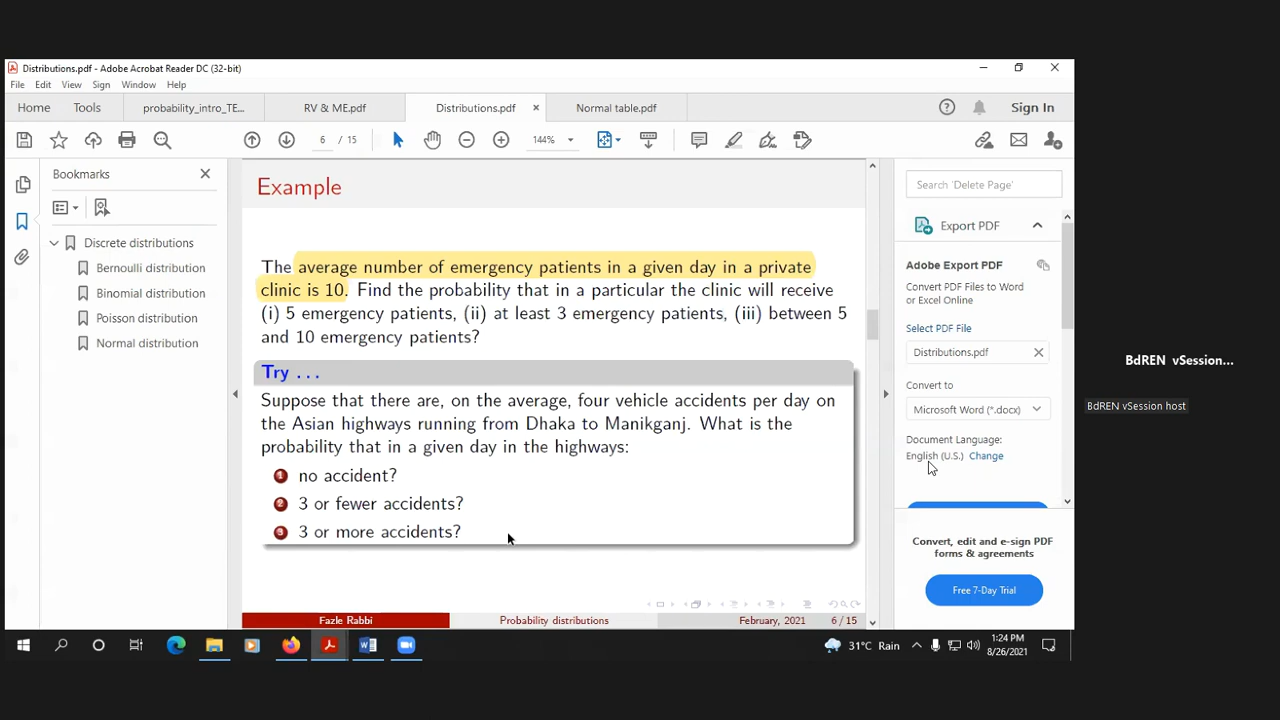 Distributions.pdf - Adobe Acrobat Reader DC (32-bit)
File Edit View Sign Window Help
Home Tools probability_intro_TE... RV & ME.pdf Distributions.pdf Normal table.pdf Sign In
6 / 15 144%
Bookmarks
Discrete distributions
Bernoulli distribution
Binomial distribution
Poisson distribution
Normal distribution
Example
The average number of emergency patients in a given day in a private
clinic is 10. Find the probability that in a particular the clinic will receive
(i) 5 emergency patients, (ii) at least 3 emergency patients, (iii) between 5
and 10 emergency patients?
Try ...
Suppose that there are, on the average, four vehicle accidents per day on
the Asian highways running from Dhaka to Manikganj. What is the
probability that in a given day in the highways:
1 no accident?
2 3 or fewer accidents?
3 3 or more accidents?
Fazle Rabbi Probability distributions February, 2021 6 / 15
Search 'Delete Page'
Export PDF
Adobe Export PDF
Convert PDF Files to Word
or Excel Online
Select PDF File
Distributions.pdf
Convert to
Microsoft Word (*.docx)
Document Language:
English (U.S.) Change
Convert, edit and e-sign PDF
forms & agreements
Free 7-Day Trial
BdREN vSession...
BdREN vSession host
31°C Rain
1:24 PM
8/26/2021